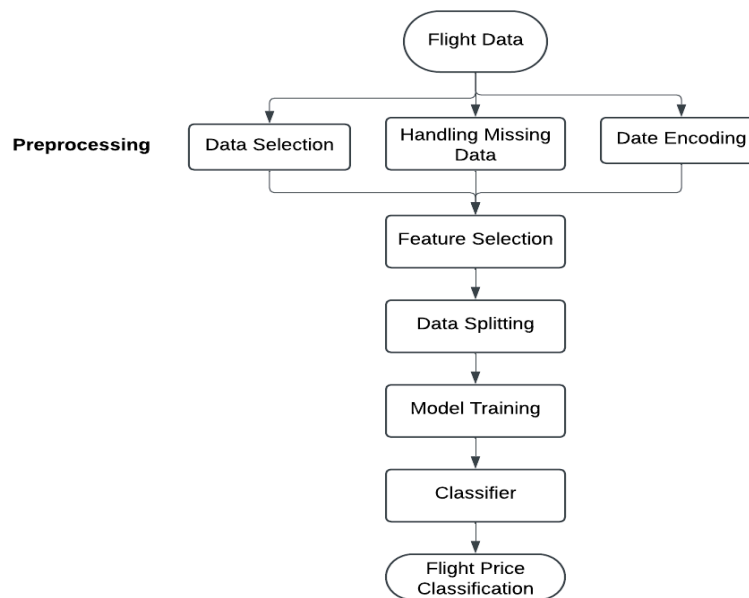 Flight Data
Preprocessing
Data Selection
Handling Missing
Data
Date Encoding
Feature Selection
Data Splitting
Model Training
Classifier
Flight Price
Classification